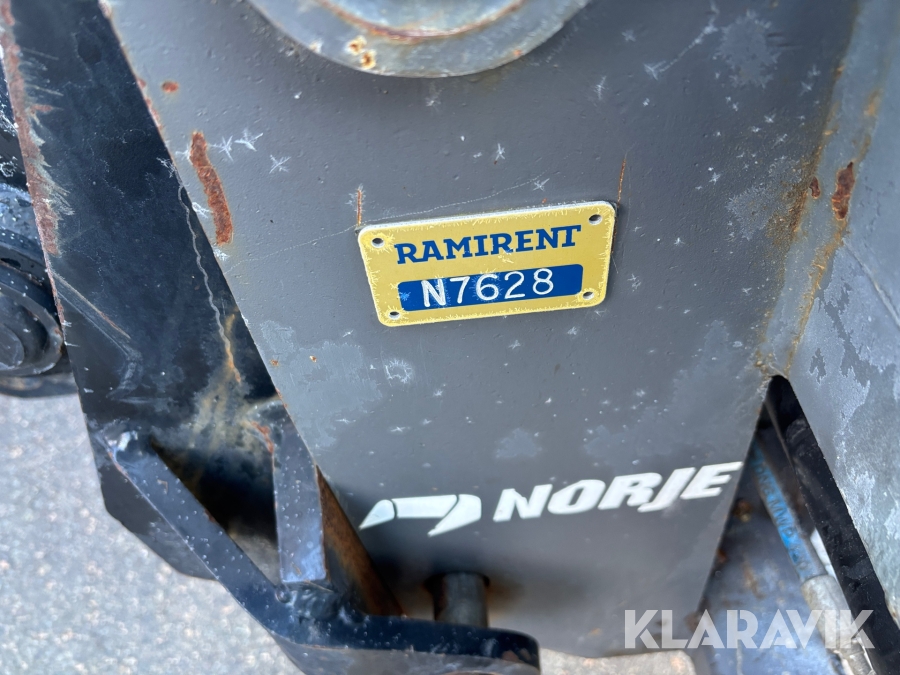 RAMIRENT
N7628
NORJE
KLARAVIK